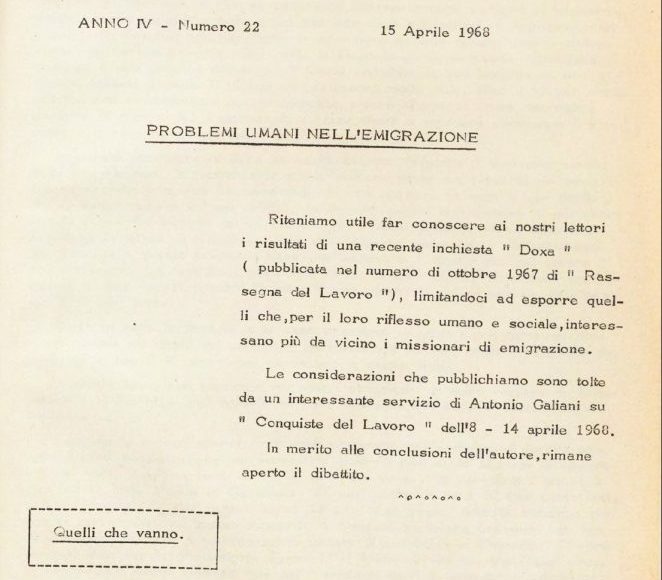 ANNO IV - Numero 22 15 Aprile 1968
PROBLEMI UMANI NELL'EMIGRAZIONE
Riteniamo utile far conoscere ai nostri lettori
i risultati di una recente inchiesta " Doxa "
( pubblicata nel numero di ottobre 1967 di " Ras-
segna del Lavoro "), limitandoci ad esporre quel-
li che,per il loro riflesso umano e sociale,interes-
sano più da vicino i missionari di emigrazione.
Le considerazioni che pubblichiamo sono tolte
da un interessante servizio di Antonio Galiani su
" Conquiste del Lavoro " dell'8 - 14 aprile 1968.
In merito alle conclusioni dell'autore,rimane
aperto il dibattito.
^o^o^o^o
Quelli che vanno.